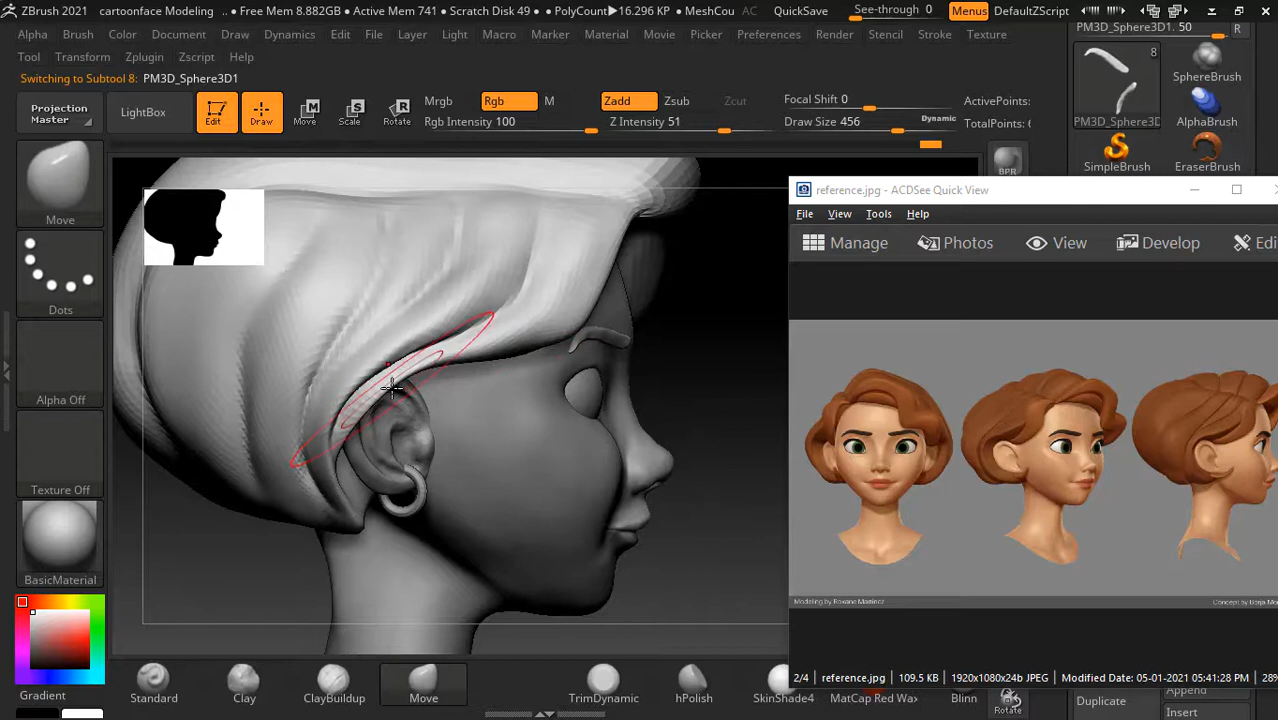 ZBrush 2021 cartoonface Modeling .. • Free Mem 8.882GB • Active Mem 741 • Scratch Disk 49 • PolyCount▶16.296 KP • MeshCou AC QuickSave See-through 0 Menus DefaultZScript
Alpha Brush Color Document Draw Dynamics Edit File Layer Light Macro Marker Material Movie Picker Preferences Render Stencil Stroke Texture
Tool Transform Zplugin Zscript Help
PM3D_Sphere3D1. 50 R
Switching to Subtool 8: PM3D_Sphere3D1
8
SphereBrush
Projection Master
LightBox
Edit
Draw
Move
Scale
Rotate
Mrgb Rgb M
Rgb Intensity 100
Zadd Zsub Zcut
Z Intensity 51
Focal Shift 0
Draw Size 456 Dynamic
ActivePoints:
TotalPoints: 6
PM3D_Sphere3D
AlphaBrush
SimpleBrush
EraserBrush
BPR
Move
Dots
Alpha Off
Texture Off
BasicMaterial
Gradient
reference.jpg - ACDSee Quick View
File View Tools Help
Manage Photos View Develop Edi
Modeling by Roxane Martinez
2/4 reference.jpg 109.5 KB 1920x1080x24b JPEG Modified Date: 05-01-2021 05:41:28 PM 28%
Standard
Clay
ClayBuildup
Move
TrimDynamic
hPolish
SkinShade4
MatCap Red Wa›
Blinn
Rotate
Append
Duplicate
Insert